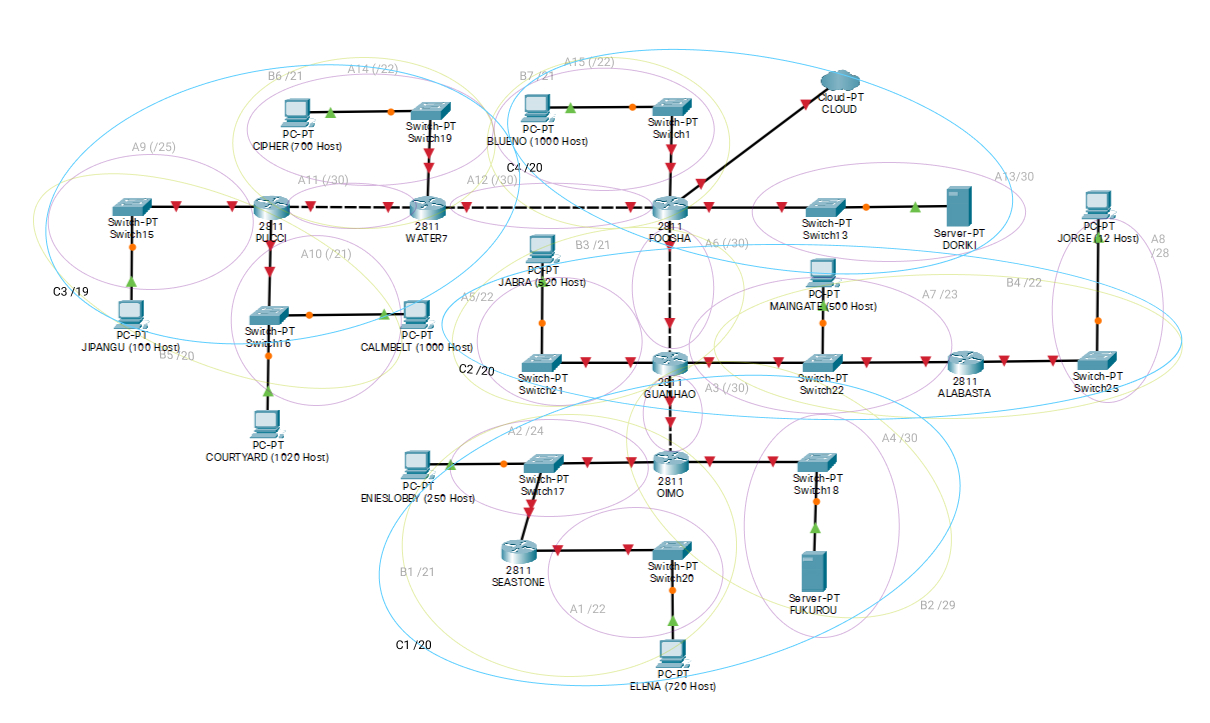 B6 /21
A14 (/22)
PC-PT
CIPHER (700 Host)
Switch-PT
Switch19
B7 /21
A15 (/22)
PC-PT
BLUENO (1000 Host)
Switch-PT
Switch1
Cloud-PT
CLOUD
C4 /20
A9 (/25)
A11 (/30)
A12 (/30)
A13/30
Switch-PT
Switch15
2811
PUCCI
2811
WATER7
2811
FOOSHA
Switch-PT
Switch13
Server-PT
DORIKI
PC-PT
JORGE (12 Host)
A8
/28
A10 (/21)
B3 /21
A6 (/30)
PC-PT
JABRA (520 Host)
PC-PT
MAINGATE (500 Host)
B4 /22
C3 /19
A5/22
A7 /23
PC-PT
JIPANGU (100 Host)
B5 /20
Switch-PT
Switch16
PC-PT
CALMBELT (1000 Host)
C2 /20
Switch-PT
Switch21
2811
GUANHAO
A3 (/30)
Switch-PT
Switch22
2811
ALABASTA
Switch-PT
Switch25
PC-PT
COURTYARD (1020 Host)
A2 /24
A4 /30
PC-PT
ENIESLOBBY (250 Host)
Switch-PT
Switch17
2811
OIMO
Switch-PT
Switch18
B1 /21
2811
SEASTONE
Switch-PT
Switch20
A1 /22
Server-PT
FUKUROU
B2 /29
C1 /20
PC-PT
ELENA (720 Host)